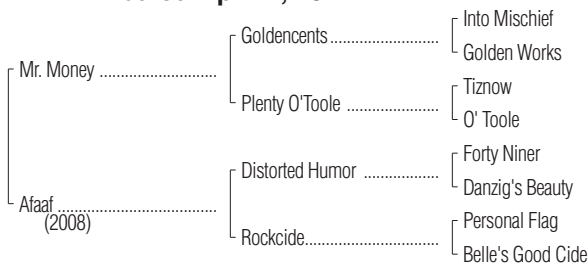 Into Mischief
Goldencents
Golden Works
Mr. Money
Tiznow
Plenty O'Toole
O' Toole
Forty Niner
Distorted Humor
Danzig's Beauty
Afaaf
(2008)
Personal Flag
Rockcide
Belle's Good Cide